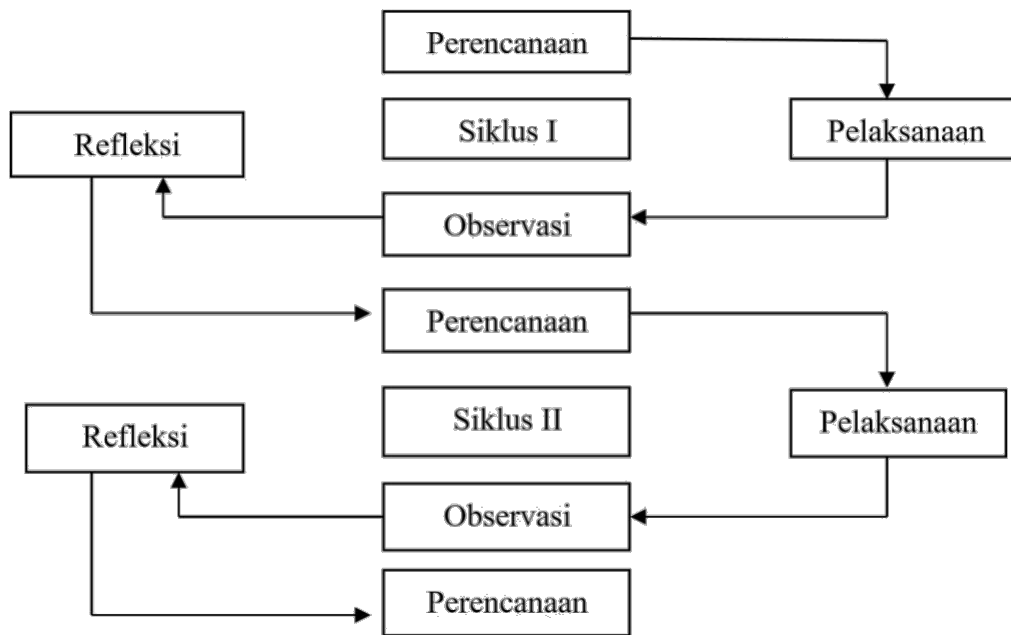 Perencanaan
Siklus I
Pelaksanaan
Refleksi
Observasi
Perencanaan
Siklus II
Pelaksanaan
Refleksi
Observasi
Perencanaan